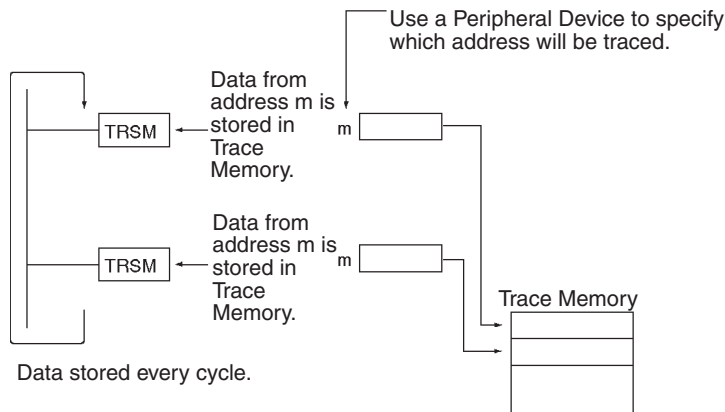 Use a Peripheral Device to specify
which address will be traced.
Data from
address m is
stored in
Trace
Memory.
TRSM
m
Data from
address m is
stored in
Trace
Memory.
TRSM
m
Trace Memory
Data stored every cycle.